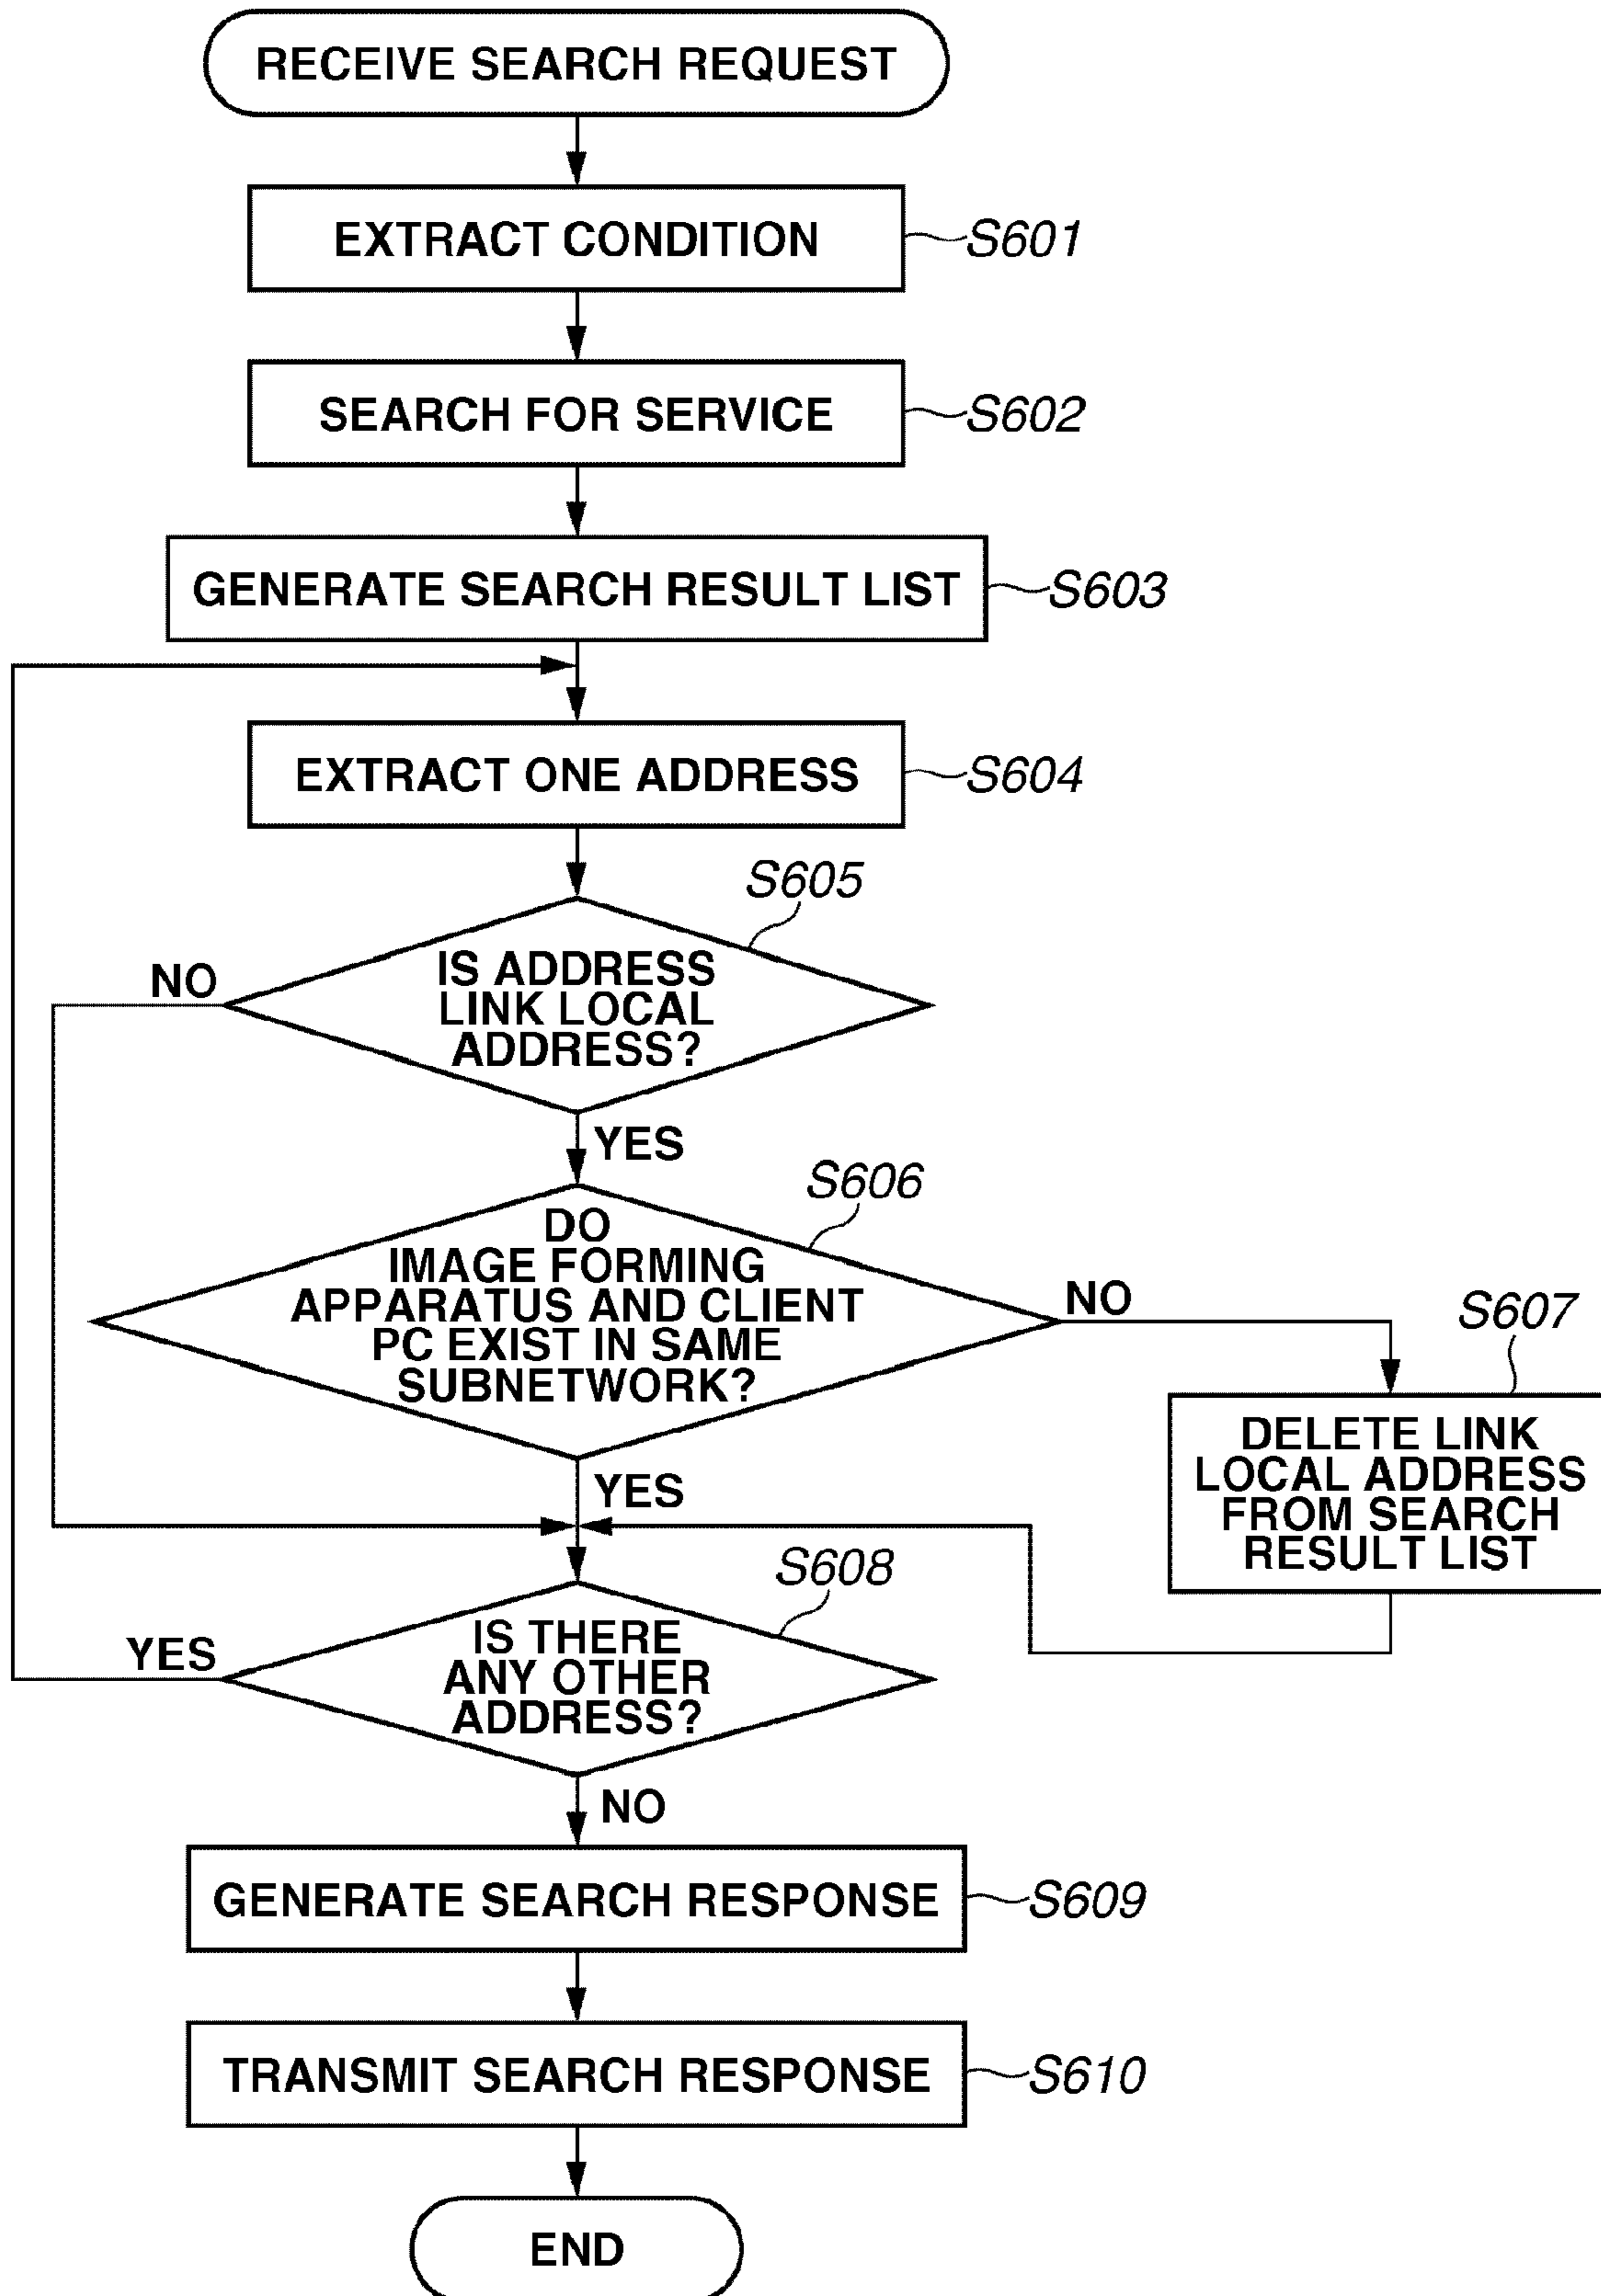 RECEIVE SEARCH REQUEST
EXTRACT CONDITION
S601
SEARCH FOR SERVICE
S602
GENERATE SEARCH RESULT LIST
S603
EXTRACT ONE ADDRESS
S604
S605
IS ADDRESS
LINK LOCAL
ADDRESS?
NO
YES
S606
DO
IMAGE FORMING
APPARATUS AND CLIENT
PC EXIST IN SAME
SUBNETWORK?
NO
S607
DELETE LINK
LOCAL ADDRESS
FROM SEARCH
RESULT LIST
YES
S608
IS THERE
ANY OTHER
ADDRESS?
YES
NO
GENERATE SEARCH RESPONSE
S609
TRANSMIT SEARCH RESPONSE
S610
END